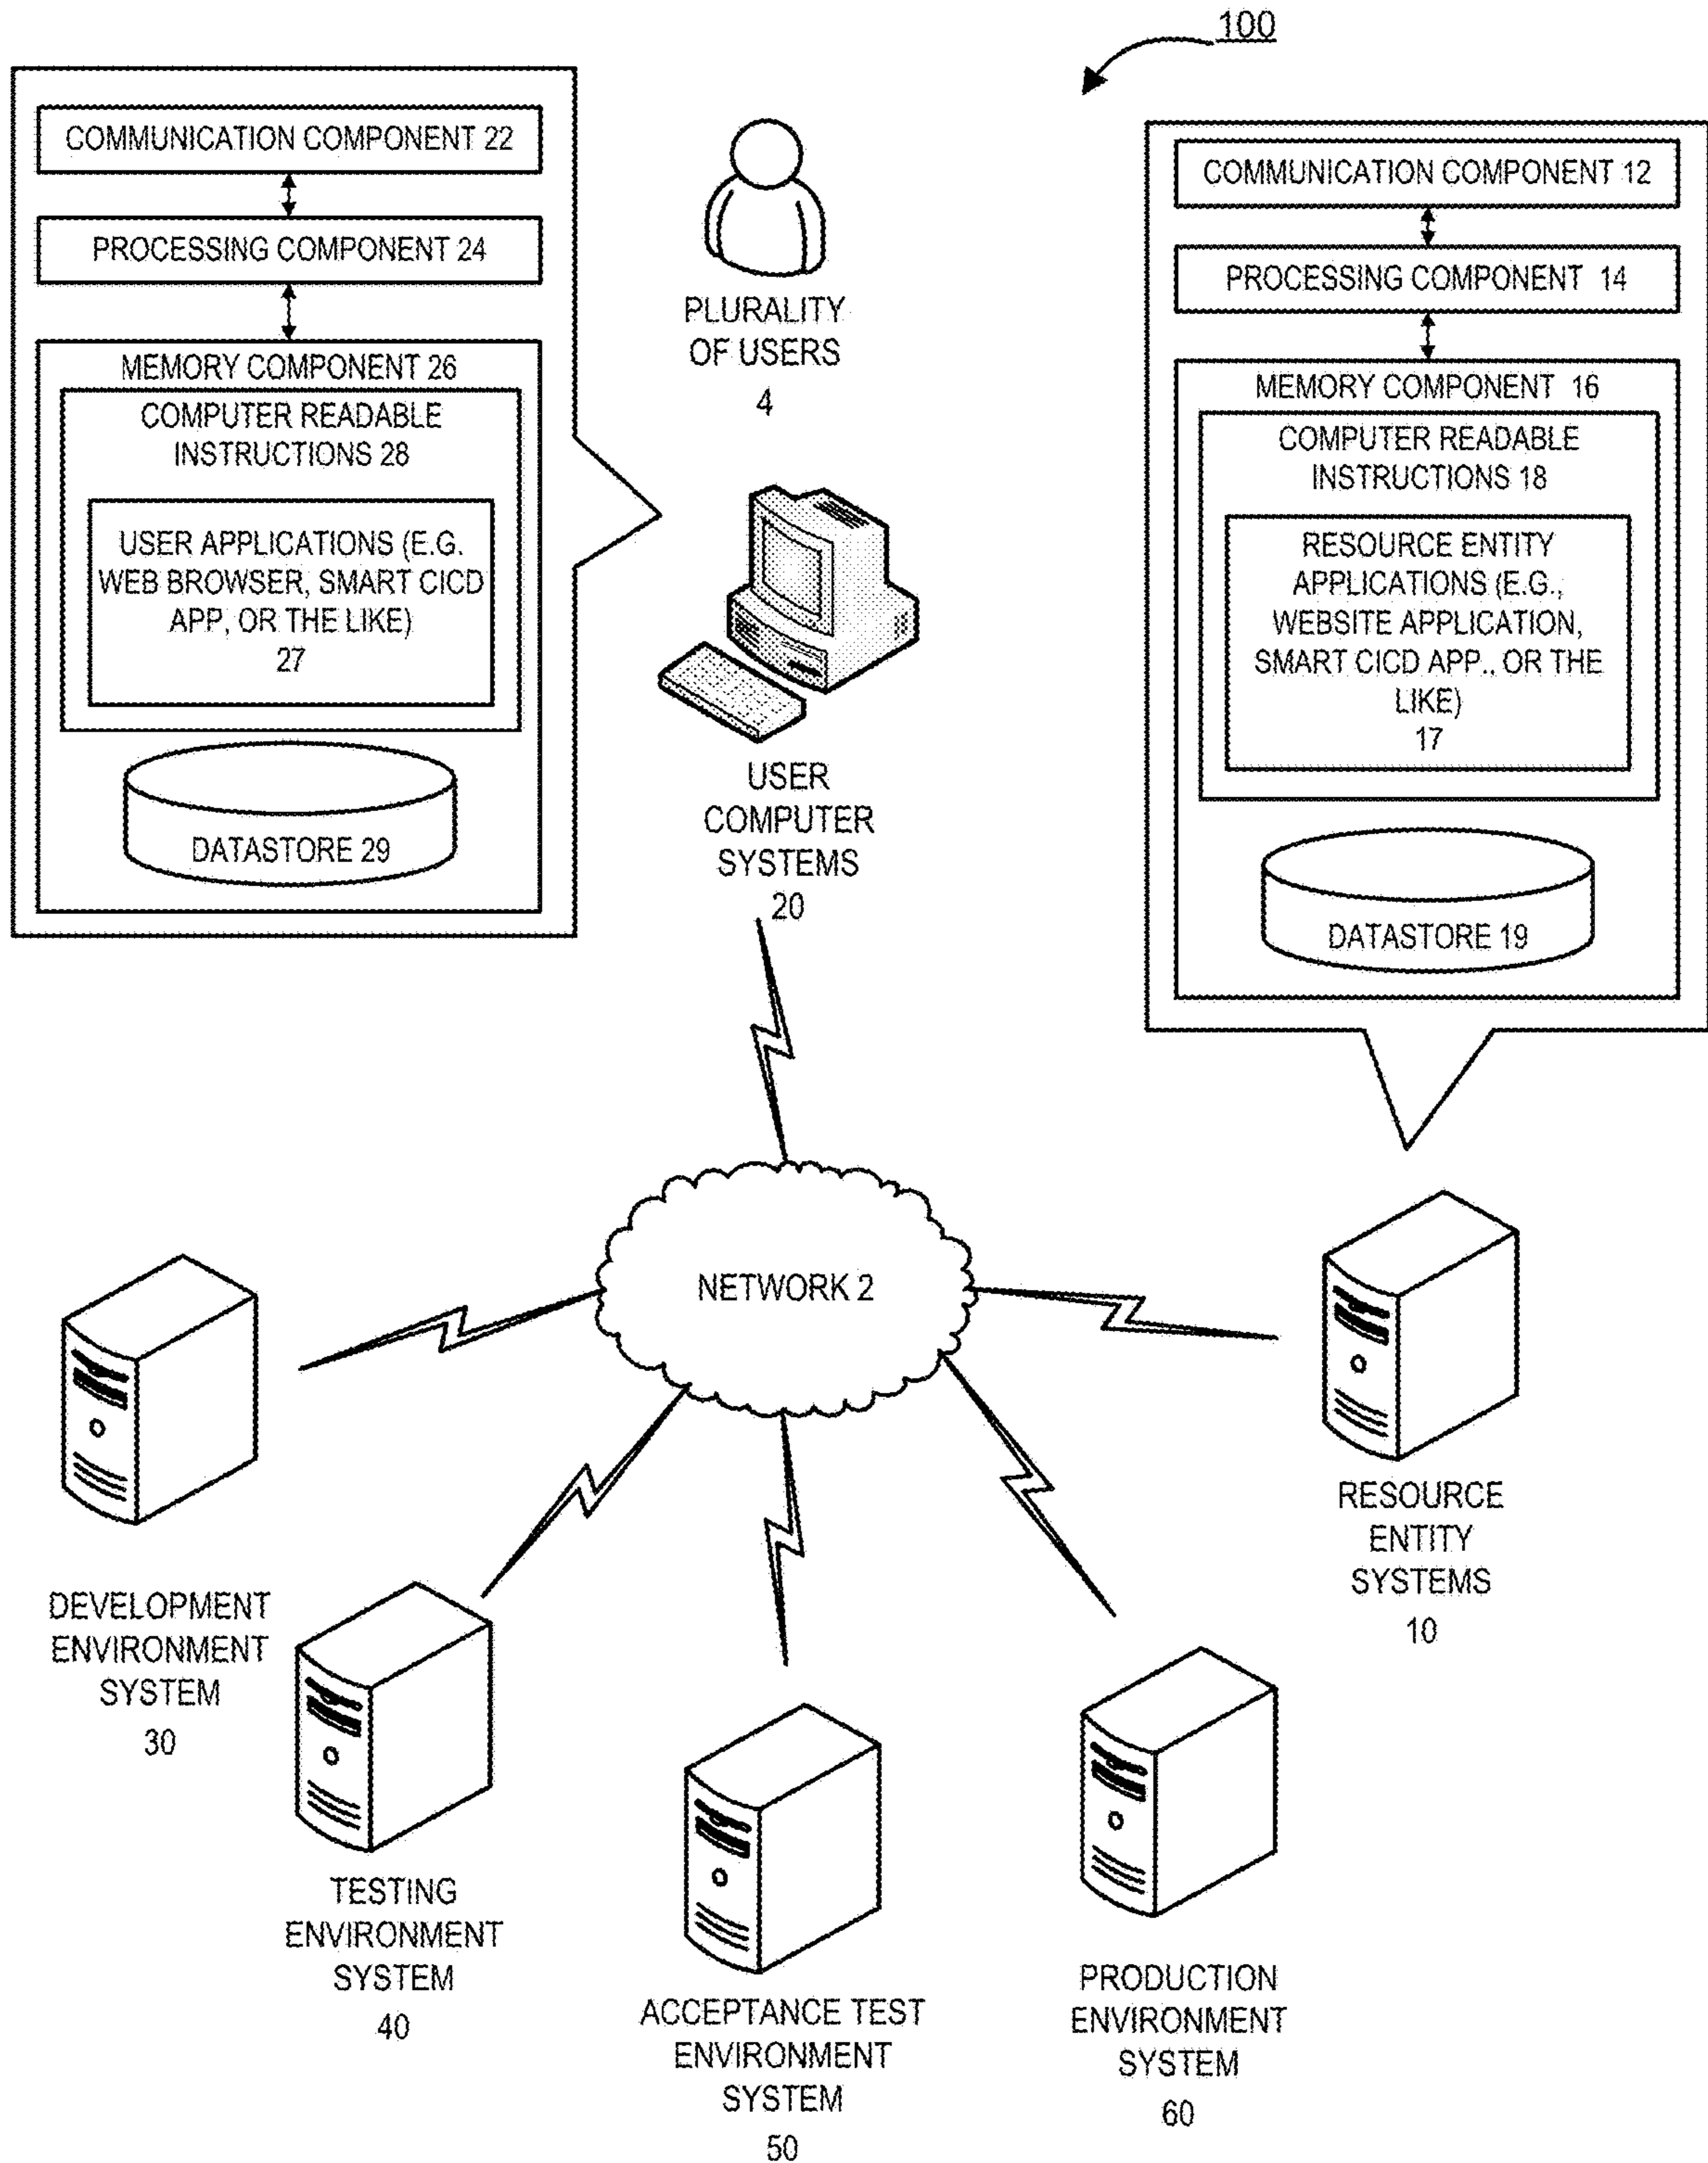 100
COMMUNICATION COMPONENT 22
PROCESSING COMPONENT 24
MEMORY COMPONENT 26
COMPUTER READABLE
INSTRUCTIONS 28
USER APPLICATIONS (E.G.
WEB BROWSER, SMART CICD
APP, OR THE LIKE)
27
DATASTORE 29
PLURALITY
OF USERS
4
USER
COMPUTER
SYSTEMS
20
COMMUNICATION COMPONENT 12
PROCESSING COMPONENT 14
MEMORY COMPONENT 16
COMPUTER READABLE
INSTRUCTIONS 18
RESOURCE ENTITY
APPLICATIONS (E.G.,
WEBSITE APPLICATION,
SMART CICD APP., OR THE
LIKE)
17
DATASTORE 19
NETWORK 2
RESOURCE
ENTITY
SYSTEMS
10
DEVELOPMENT
ENVIRONMENT
SYSTEM
30
TESTING
ENVIRONMENT
SYSTEM
40
ACCEPTANCE TEST
ENVIRONMENT
SYSTEM
50
PRODUCTION
ENVIRONMENT
SYSTEM
60